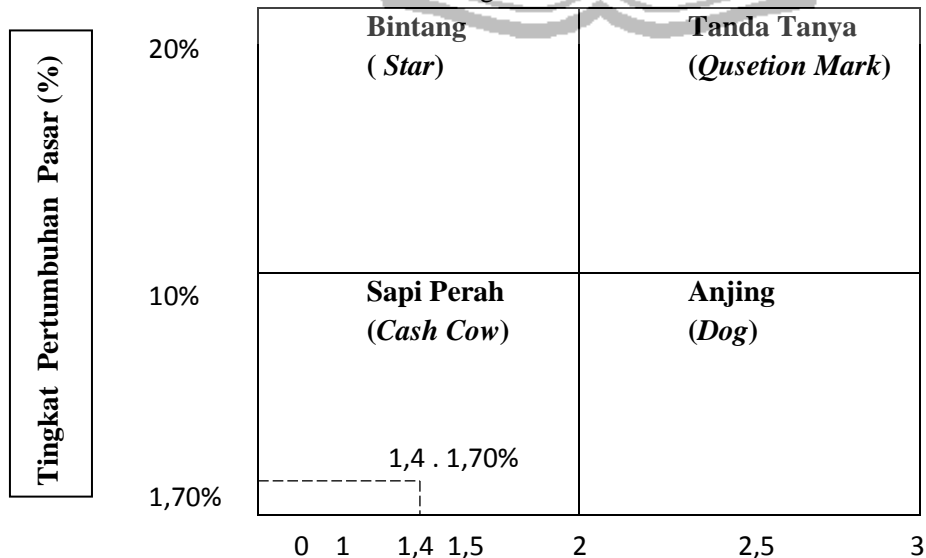 Bintang
( Star)
Tanda Tanya
(Qusetion Mark)
20%
Tingkat Pertumbuhan Pasar (%)
10%
Sapi Perah
(Cash Cow)
Anjing
(Dog)
1,4 . 1,70%
1,70%
0 1 1,4 1,5 2 2,5 3